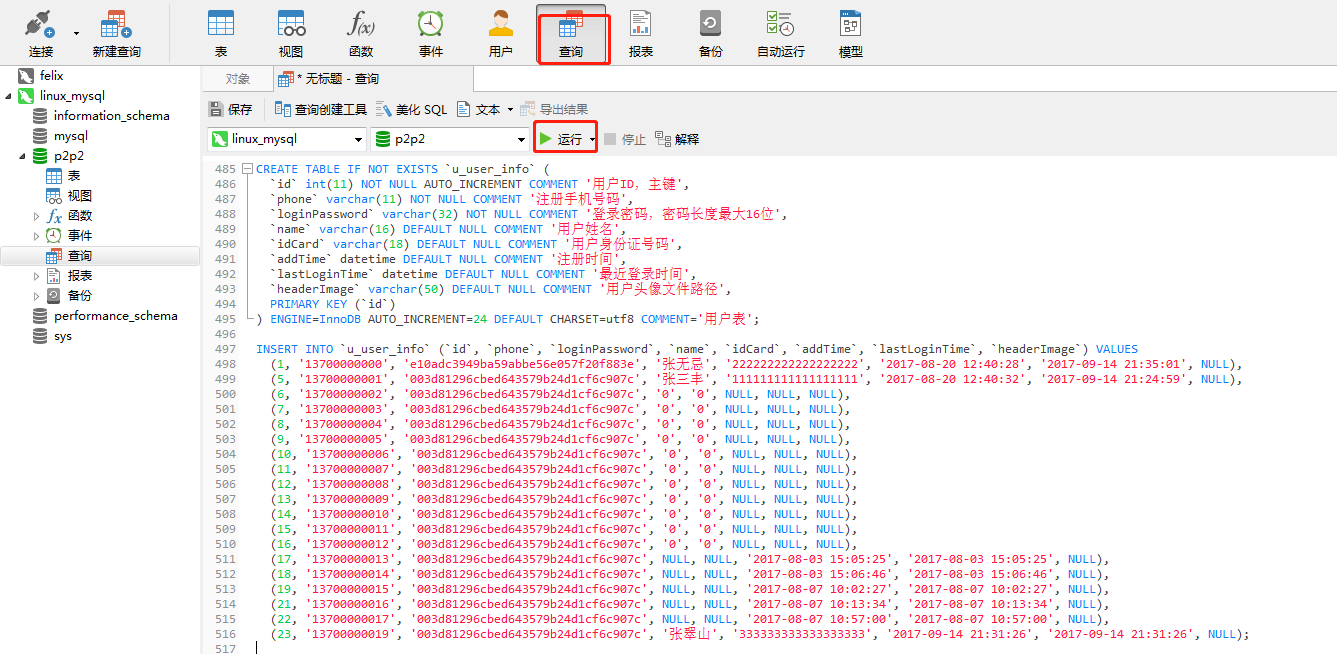 连接 新建查询 表 视图 函数 事件 用户 查询 报表 备份 自动运行 模型
felix
linux_mysql
information_schema
mysql
p2p2
表
视图
函数
事件
查询
报表
备份
performance_schema
sys
对象 * 无标题 - 查询
保存 查询创建工具 美化 SQL 文本 导出结果
linux_mysql p2p2 运行 停止 解释
485 CREATE TABLE IF NOT EXISTS `u_user_info` (
486 `id` int(11) NOT NULL AUTO_INCREMENT COMMENT '用户ID，主键',
487 `phone` varchar(11) NOT NULL COMMENT '注册手机号码',
488 `loginPassword` varchar(32) NOT NULL COMMENT '登录密码，密码长度最大16位',
489 `name` varchar(16) DEFAULT NULL COMMENT '用户姓名',
490 `idCard` varchar(18) DEFAULT NULL COMMENT '用户身份证号码',
491 `addTime` datetime DEFAULT NULL COMMENT '注册时间',
492 `lastLoginTime` datetime DEFAULT NULL COMMENT '最近登录时间',
493 `headerImage` varchar(50) DEFAULT NULL COMMENT '用户头像文件路径',
494 PRIMARY KEY (`id`)
495 ) ENGINE=InnoDB AUTO_INCREMENT=24 DEFAULT CHARSET=utf8 COMMENT='用户表';
496
497 INSERT INTO `u_user_info` (`id`, `phone`, `loginPassword`, `name`, `idCard`, `addTime`, `lastLoginTime`, `headerImage`) VALUES
498 (1, '13700000000', 'e10adc3949ba59abbe56e057f20f883e', '张无忌', '222222222222222222', '2017-08-20 12:40:28', '2017-09-14 21:35:01', NULL),
499 (5, '13700000001', '003d81296cbed643579b24d1cf6c907c', '张三丰', '111111111111111111', '2017-08-20 12:40:32', '2017-09-14 21:24:59', NULL),
500 (6, '13700000002', '003d81296cbed643579b24d1cf6c907c', '0', '0', NULL, NULL, NULL),
501 (7, '13700000003', '003d81296cbed643579b24d1cf6c907c', '0', '0', NULL, NULL, NULL),
502 (8, '13700000004', '003d81296cbed643579b24d1cf6c907c', '0', '0', NULL, NULL, NULL),
503 (9, '13700000005', '003d81296cbed643579b24d1cf6c907c', '0', '0', NULL, NULL, NULL),
504 (10, '13700000006', '003d81296cbed643579b24d1cf6c907c', '0', '0', NULL, NULL, NULL),
505 (11, '13700000007', '003d81296cbed643579b24d1cf6c907c', '0', '0', NULL, NULL, NULL),
506 (12, '13700000008', '003d81296cbed643579b24d1cf6c907c', '0', '0', NULL, NULL, NULL),
507 (13, '13700000009', '003d81296cbed643579b24d1cf6c907c', '0', '0', NULL, NULL, NULL),
508 (14, '13700000010', '003d81296cbed643579b24d1cf6c907c', '0', '0', NULL, NULL, NULL),
509 (15, '13700000011', '003d81296cbed643579b24d1cf6c907c', '0', '0', NULL, NULL, NULL),
510 (16, '13700000012', '003d81296cbed643579b24d1cf6c907c', '0', '0', NULL, NULL, NULL),
511 (17, '13700000013', '003d81296cbed643579b24d1cf6c907c', NULL, NULL, '2017-08-03 15:05:25', '2017-08-03 15:05:25', NULL),
512 (18, '13700000014', '003d81296cbed643579b24d1cf6c907c', NULL, NULL, '2017-08-03 15:06:46', '2017-08-03 15:06:46', NULL),
513 (19, '13700000015', '003d81296cbed643579b24d1cf6c907c', NULL, NULL, '2017-08-07 10:02:27', '2017-08-07 10:02:27', NULL),
514 (21, '13700000016', '003d81296cbed643579b24d1cf6c907c', NULL, NULL, '2017-08-07 10:13:34', '2017-08-07 10:13:34', NULL),
515 (22, '13700000017', '003d81296cbed643579b24d1cf6c907c', NULL, NULL, '2017-08-07 10:57:00', '2017-08-07 10:57:00', NULL),
516 (23, '13700000019', '003d81296cbed643579b24d1cf6c907c', '张翠山', '333333333333333333', '2017-09-14 21:31:26', '2017-09-14 21:31:26', NULL);
517